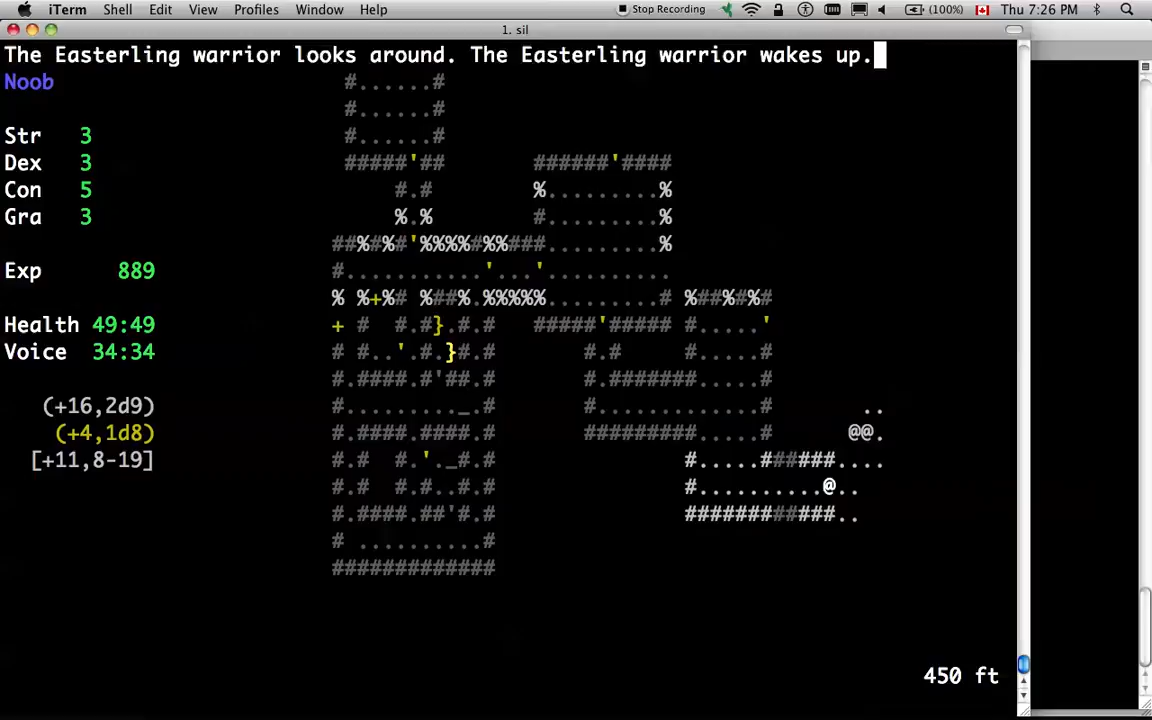 iTerm Shell Edit View Profiles Window Help Stop Recording (100%) Thu 7:26 PM
1. sil
The Easterling warrior looks around. The Easterling warrior wakes up.
Noob #......#
#......#
Str 3 #......#
Dex 3 #####'## ######'####
Con 5 #.# %.........%
Gra 3 %.% #.........%
##%#%#'%%%%#%%###.........%
Exp 889 #...........'...'..........
% %+%# %##%.%%%%%.........# %##%#%
Health 49:49 + # #.#}.#.# #####'##### #.....'
Voice 34:34 # #..'.#.}#.# #.# #.....#
#.####.#'##.# #.#######.....#
(+16,2d9) #.........._.# #.............# ..
(+4,1d8) #.####.####.# #########.....# @@.
[+11,8-19] #.# #.'._#.# #.....######....
#.# #.#..#.# #..........@..
#.####.##'#.# ############..
# ..........#
#############
450 ft